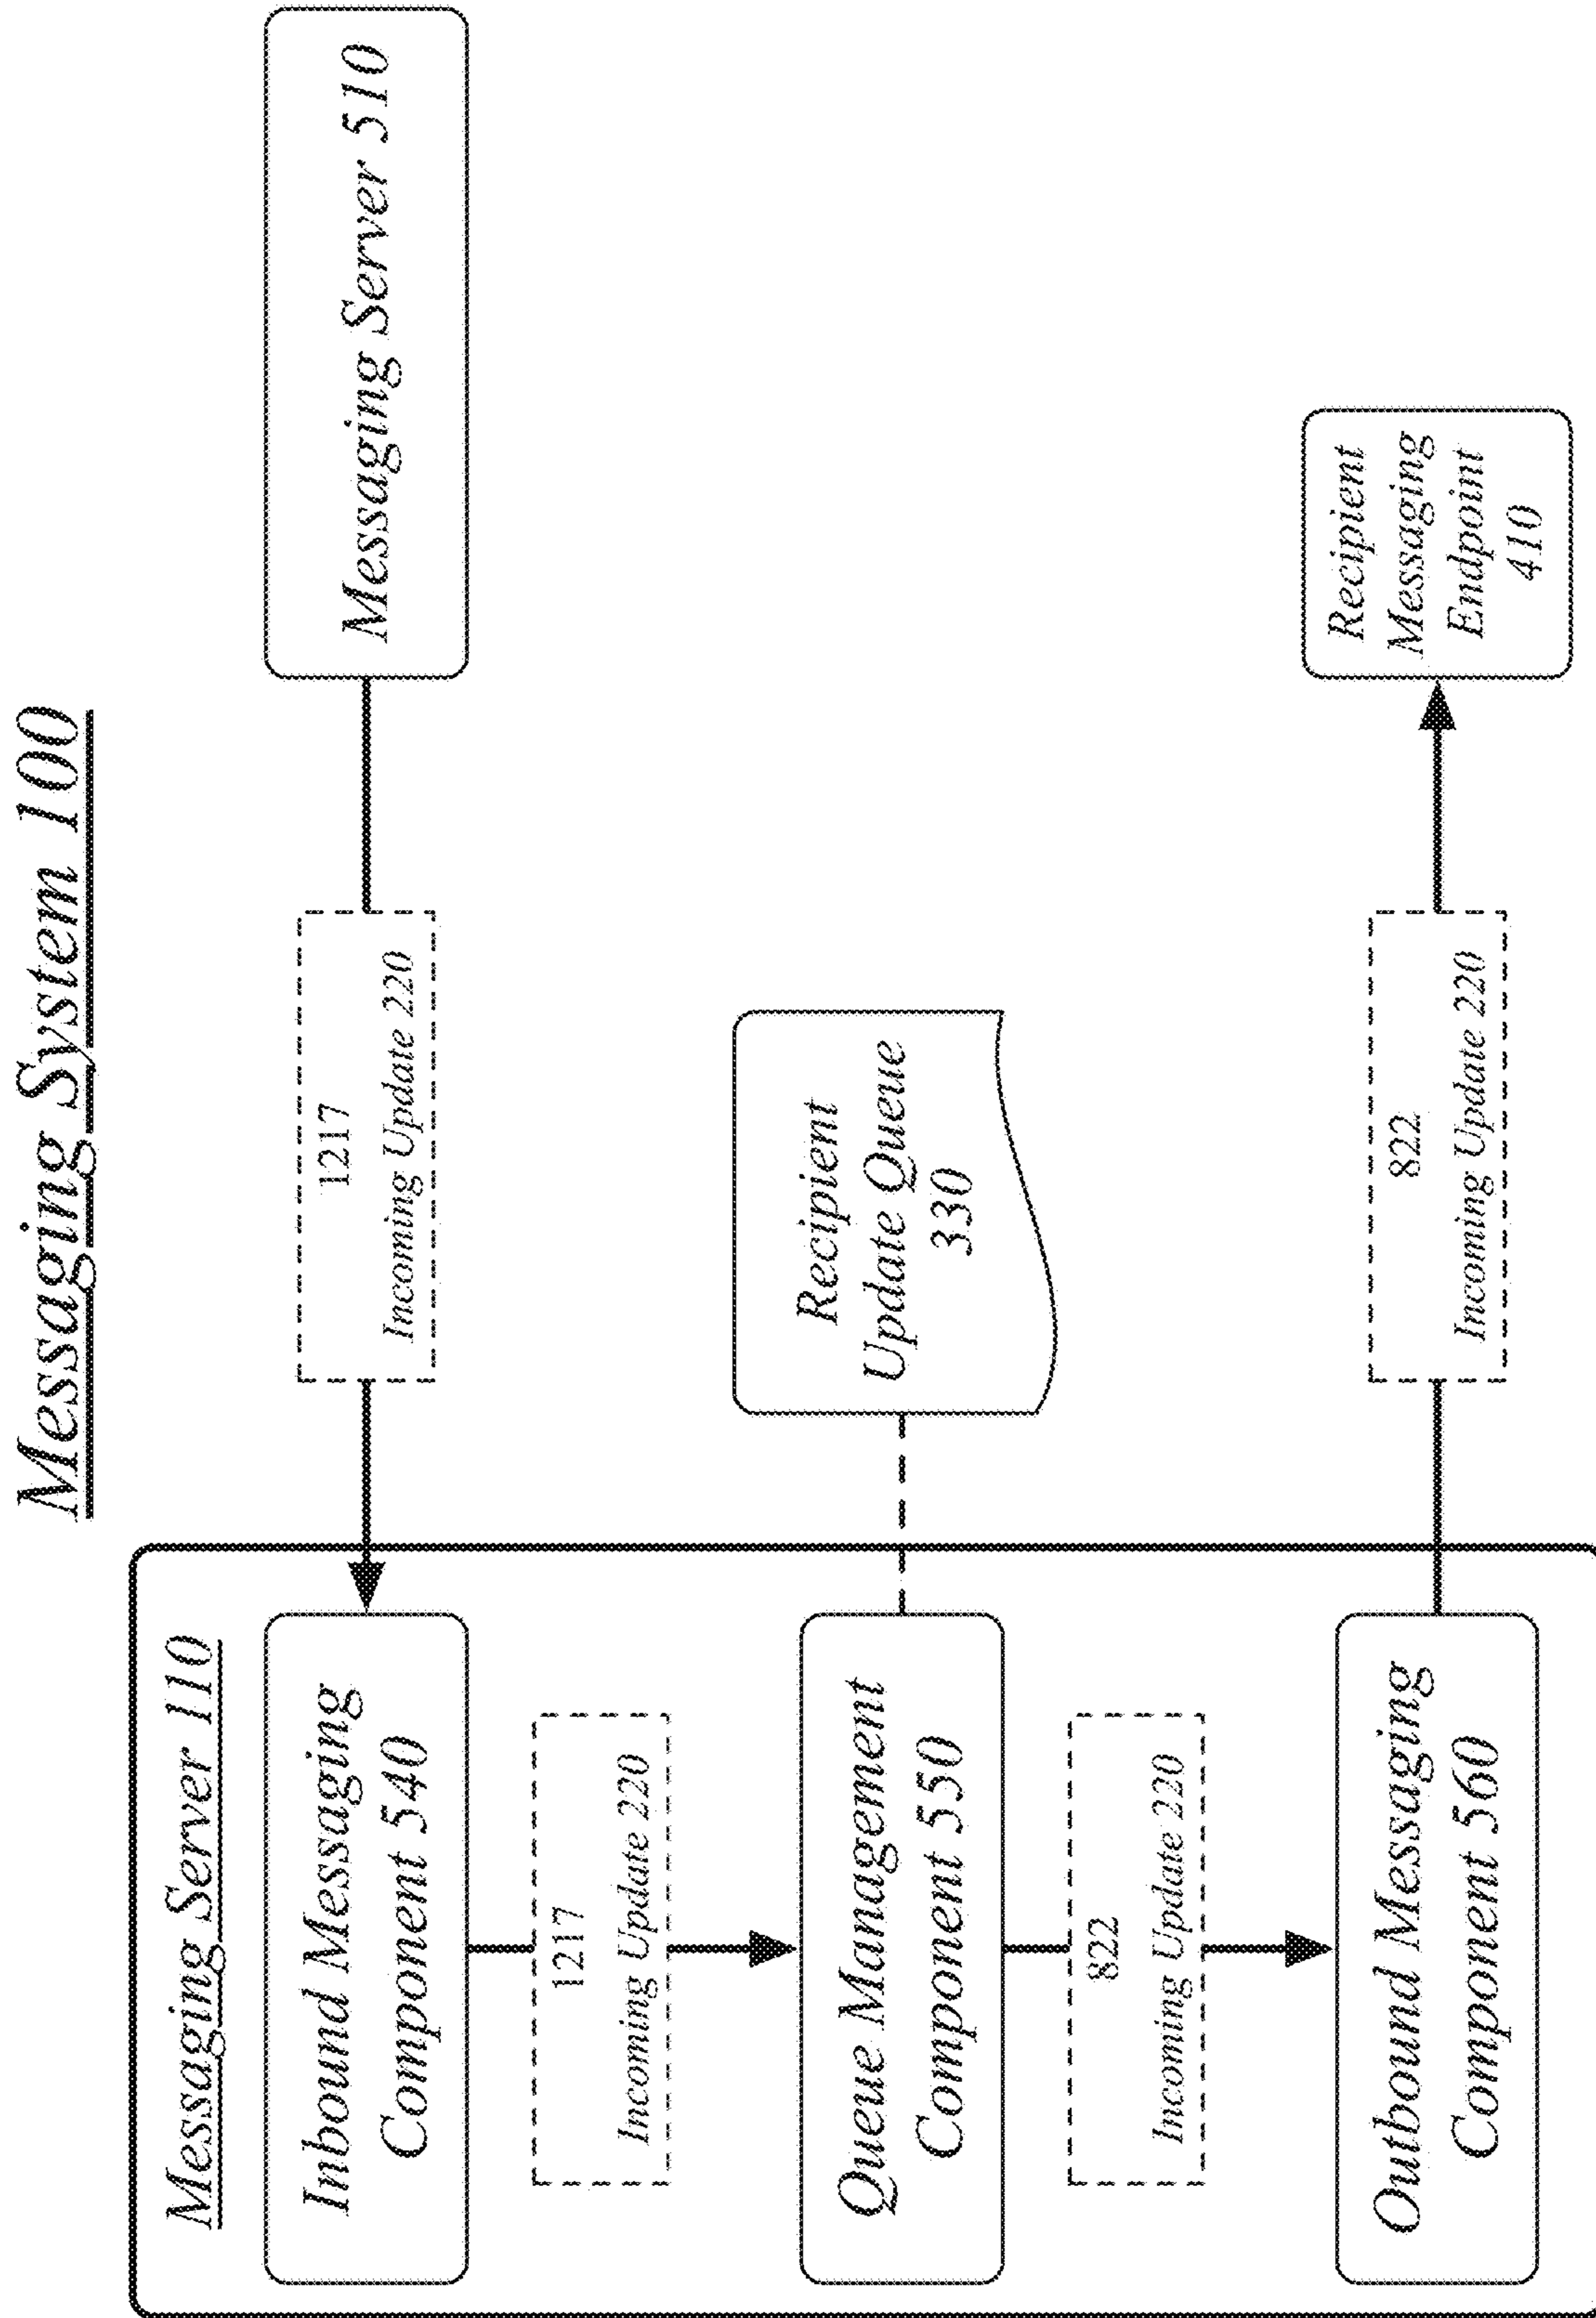 Messaging System 100
Messaging Server 110
Inbound Messaging
Component 540
1217
Incoming Update 220
Messaging Server 510
1217
Incoming Update 220
Queue Management
Component 550
Recipient
Update Queue
330
822
Incoming Update 220
Outbound Messaging
Component 560
822
Incoming Update 220
Recipient
Messaging
Endpoint
410